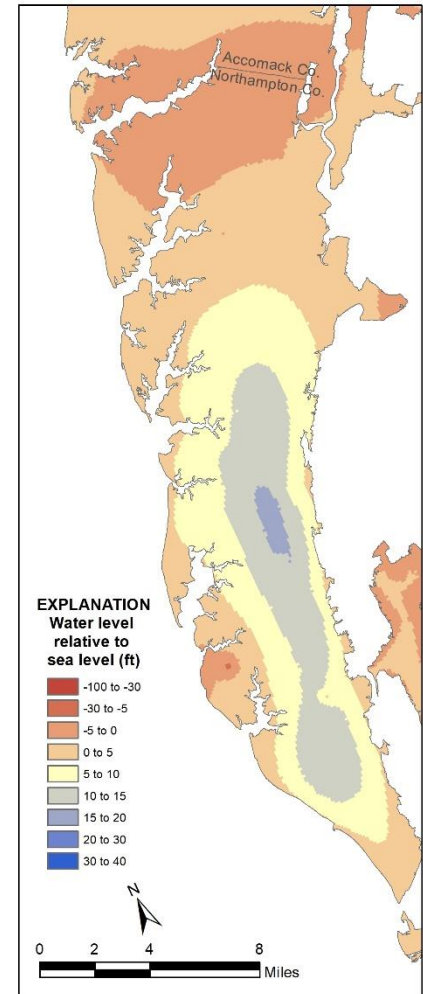 Accomack Co.
Northampton Co.
EXPLANATION
Water level
relative to
sea level (ft)
-100 to -30
-30 to -5
-5 to 0
0 to 5
5 to 10
10 to 15
15 to 20
20 to 30
30 to 40
N
0 2 4 8
Miles